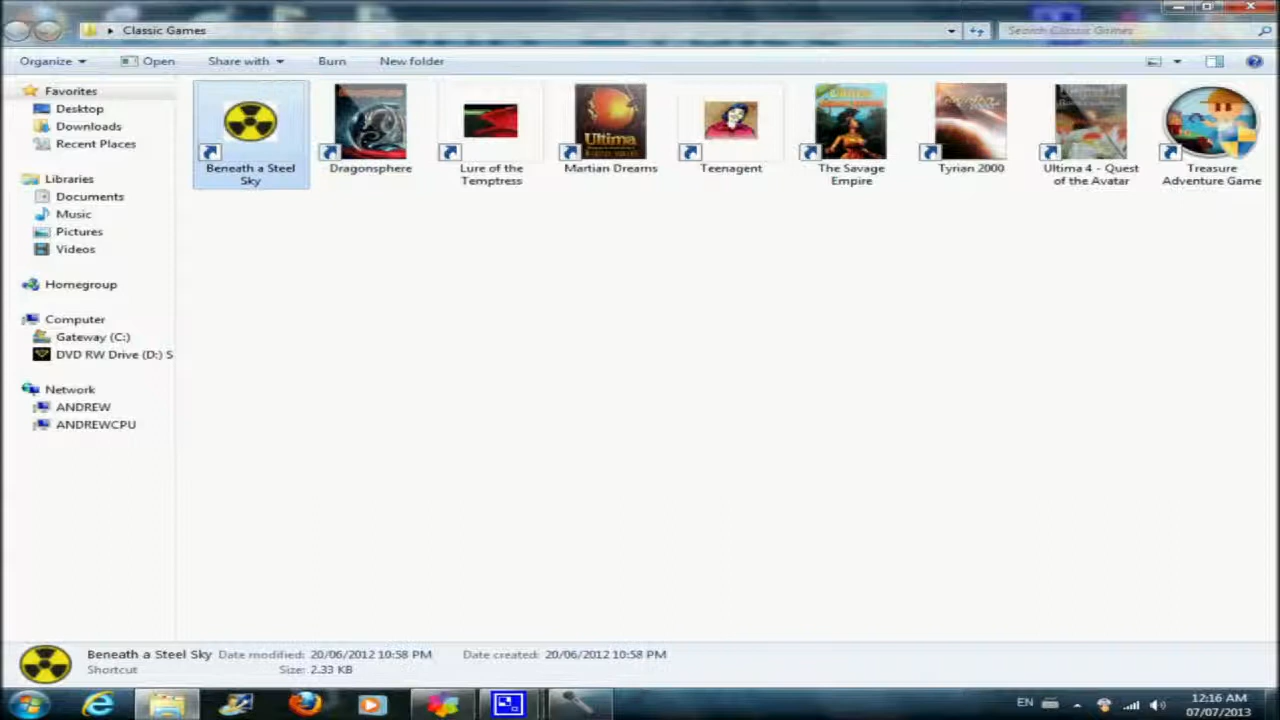 Classic Games
Search Classic Games
Organize
Open
Share with
Burn
New folder
Favorites
Desktop
Downloads
Recent Places
Libraries
Documents
Music
Pictures
Videos
Homegroup
Computer
Gateway (C:)
DVD RW Drive (D:) S
Network
ANDREW
ANDREWCPU
Beneath a Steel
Sky
Dragonsphere
Lure of the
Temptress
Ultima
Martian Dreams
Teenagent
The Savage
Empire
Tyrian 2000
Ultima 4 - Quest
of the Avatar
Treasure
Adventure Game
Beneath a Steel Sky Date modified: 20/06/2012 10:58 PM Date created: 20/06/2012 10:58 PM
Shortcut Size: 2.33 KB
EN
12:16 AM
07/07/2013